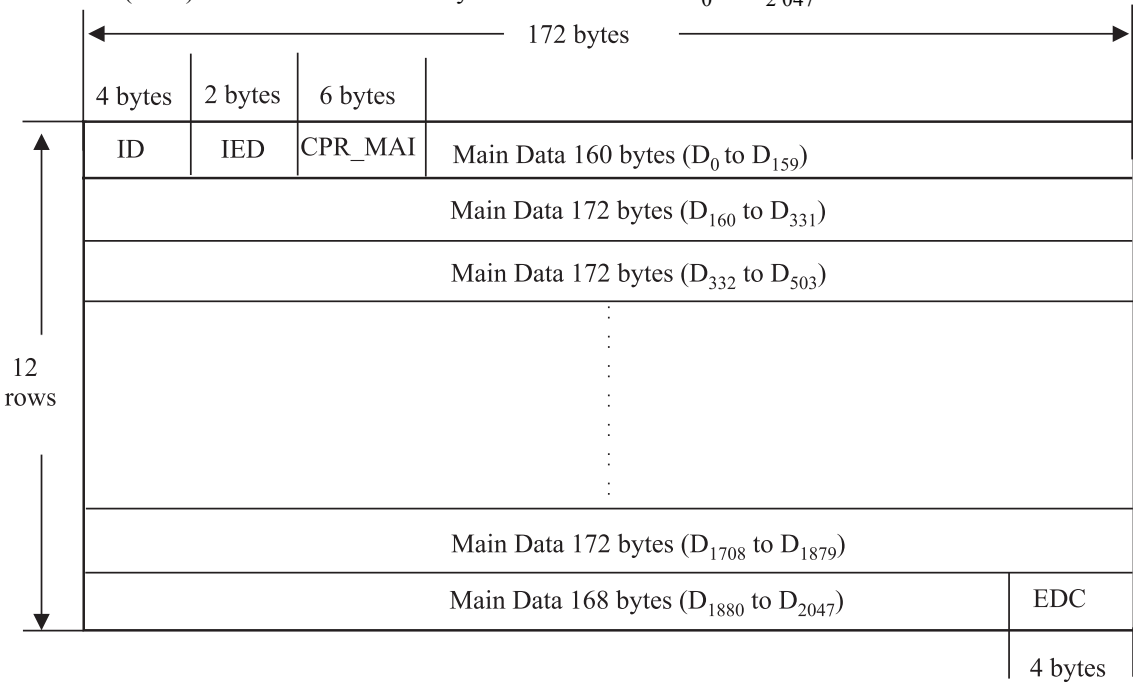 172 bytes
4 bytes 2 bytes 6 bytes
ID IED CPR_MAI Main Data 160 bytes (D0 to D159)
Main Data 172 bytes (D160 to D331)
Main Data 172 bytes (D332 to D503)
12
rows
Main Data 172 bytes (D1708 to D1879)
Main Data 168 bytes (D1880 to D2047) EDC
4 bytes